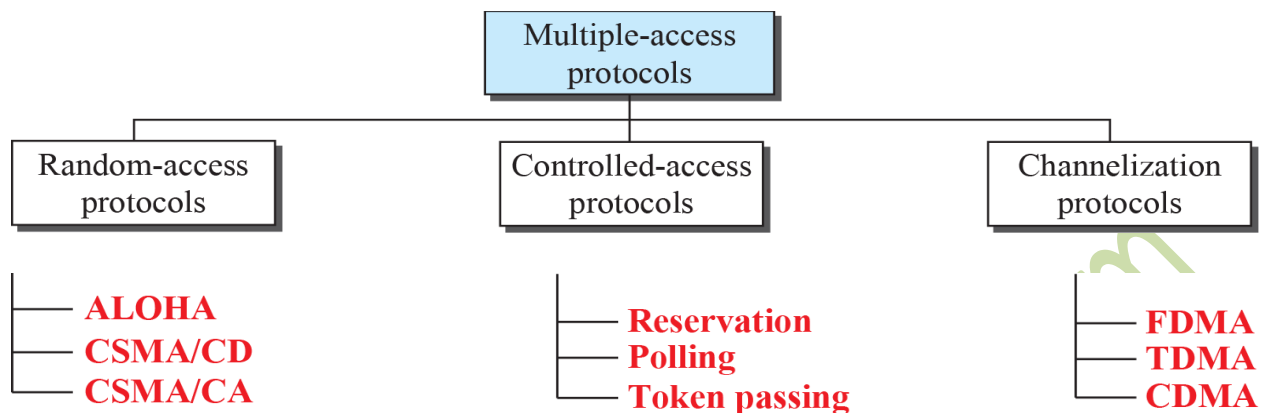 Multiple-access
protocols
Random-access
protocols
Controlled-access
protocols
Channelization
protocols
ALOHA
CSMA/CD
CSMA/CA
Reservation
Polling
Token passing
FDMA
TDMA
CDMA